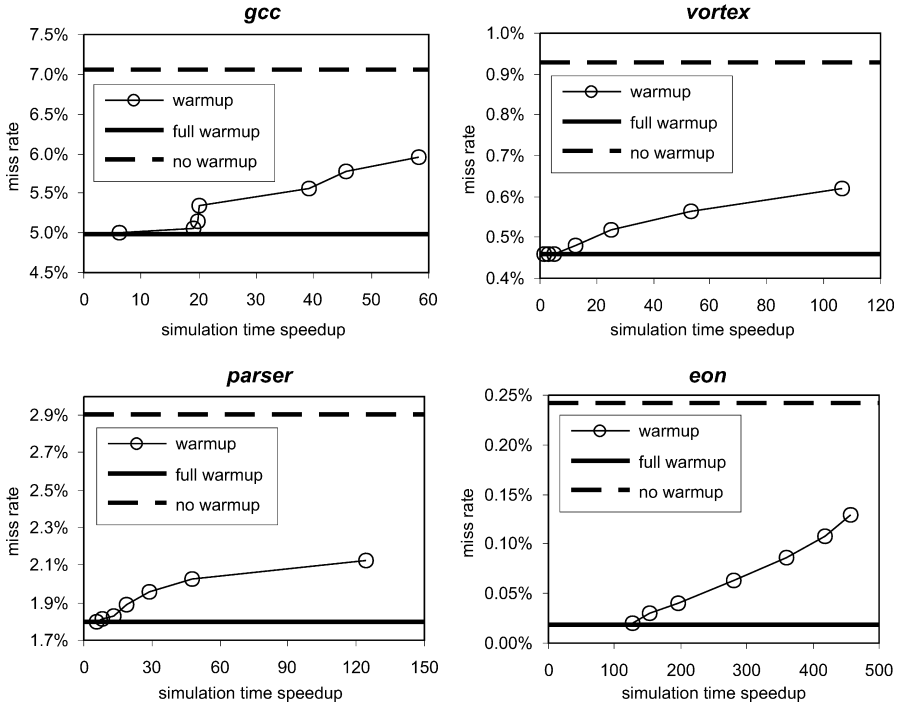 gcc
7.5%
7.0%
6.5%
6.0%
5.5%
5.0%
4.5%
miss rate
warmup
full warmup
no warmup
0 10 20 30 40 50 60
simulation time speedup
vortex
1.0%
0.9%
0.8%
0.7%
0.6%
0.5%
0.4%
miss rate
warmup
full warmup
no warmup
0 20 40 60 80 100 120
simulation time speedup
parser
2.9%
2.7%
2.5%
2.3%
2.1%
1.9%
1.7%
miss rate
warmup
full warmup
no warmup
0 30 60 90 120 150
simulation time speedup
eon
0.25%
0.20%
0.15%
0.10%
0.05%
0.00%
miss rate
warmup
full warmup
no warmup
0 100 200 300 400 500
simulation time speedup